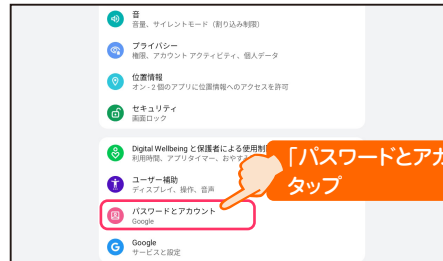 音
音量、サイレントモード（割り込み制限）
プライバシー
権限、アカウント アクティビティ、個人データ
位置情報
オン - 2 個のアプリに位置情報へのアクセスを許可
セキュリティ
画面ロック
Digital Wellbeing と保護者による使用制
利用時間、アプリタイマー、おやす
「パスワードとアカ
タップ
ユーザー補助
ディスプレイ、操作、音声
パスワードとアカウント
Google
Google
サービスと設定